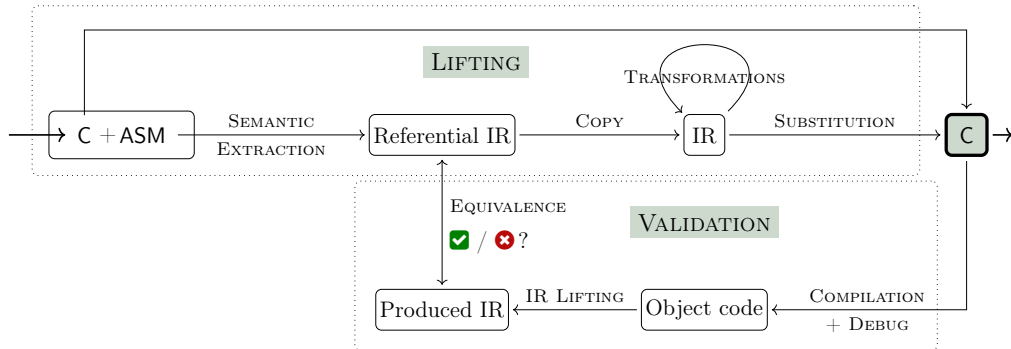 LIFTING
TRANSFORMATIONS
C + ASM
SEMANTIC
EXTRACTION
Referential IR
COPY
IR
SUBSTITUTION
C
EQUIVALENCE
/ ?
VALIDATION
Produced IR
IR LIFTING
Object code
COMPILATION
+ DEBUG